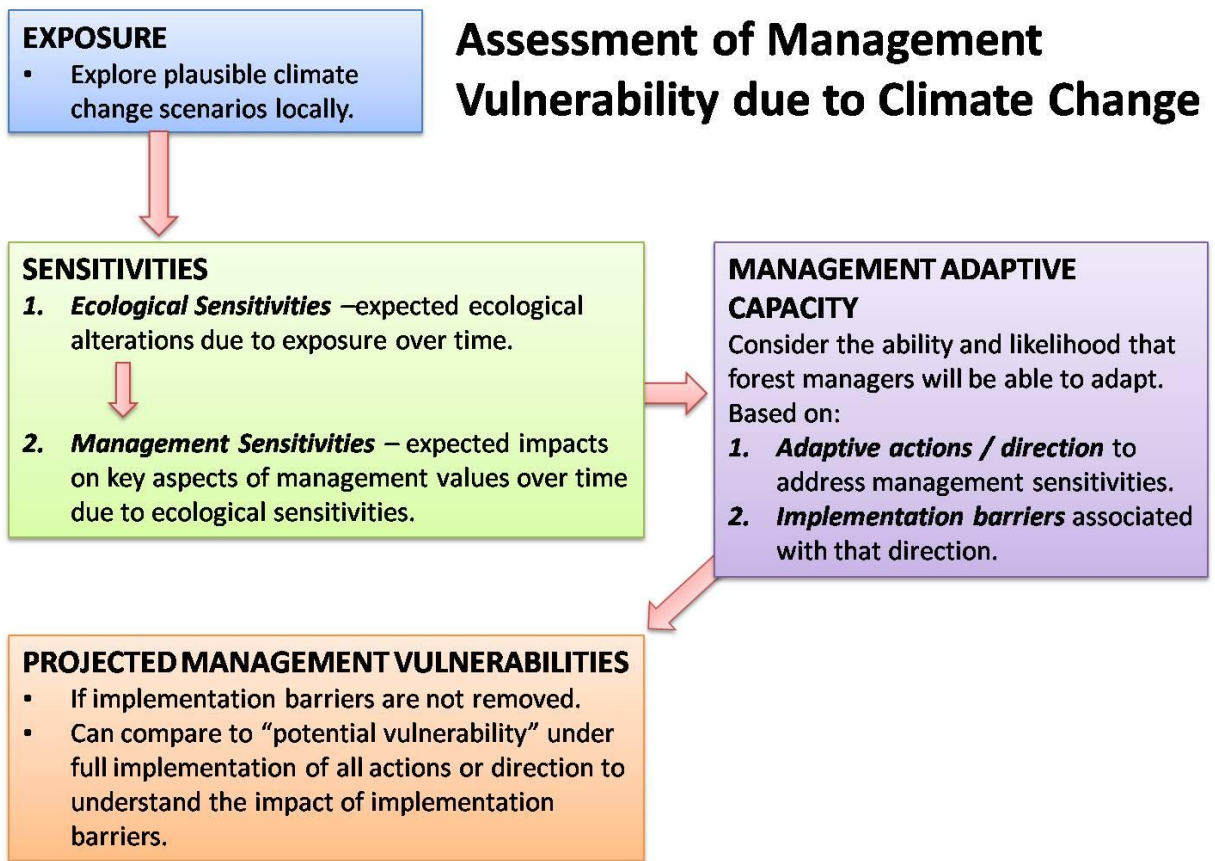 Assessment of Management
Vulnerability due to Climate Change
EXPOSURE
• Explore plausible climate
change scenarios locally.
SENSITIVITIES
1. Ecological Sensitivities –expected ecological
alterations due to exposure over time.
2. Management Sensitivities – expected impacts
on key aspects of management values over time
due to ecological sensitivities.
MANAGEMENT ADAPTIVE
CAPACITY
Consider the ability and likelihood that
forest managers will be able to adapt.
Based on:
1. Adaptive actions / direction to
address management sensitivities.
2. Implementation barriers associated
with that direction.
PROJECTED MANAGEMENT VULNERABILITIES
• If implementation barriers are not removed.
• Can compare to “potential vulnerability” under
full implementation of all actions or direction to
understand the impact of implementation
barriers.